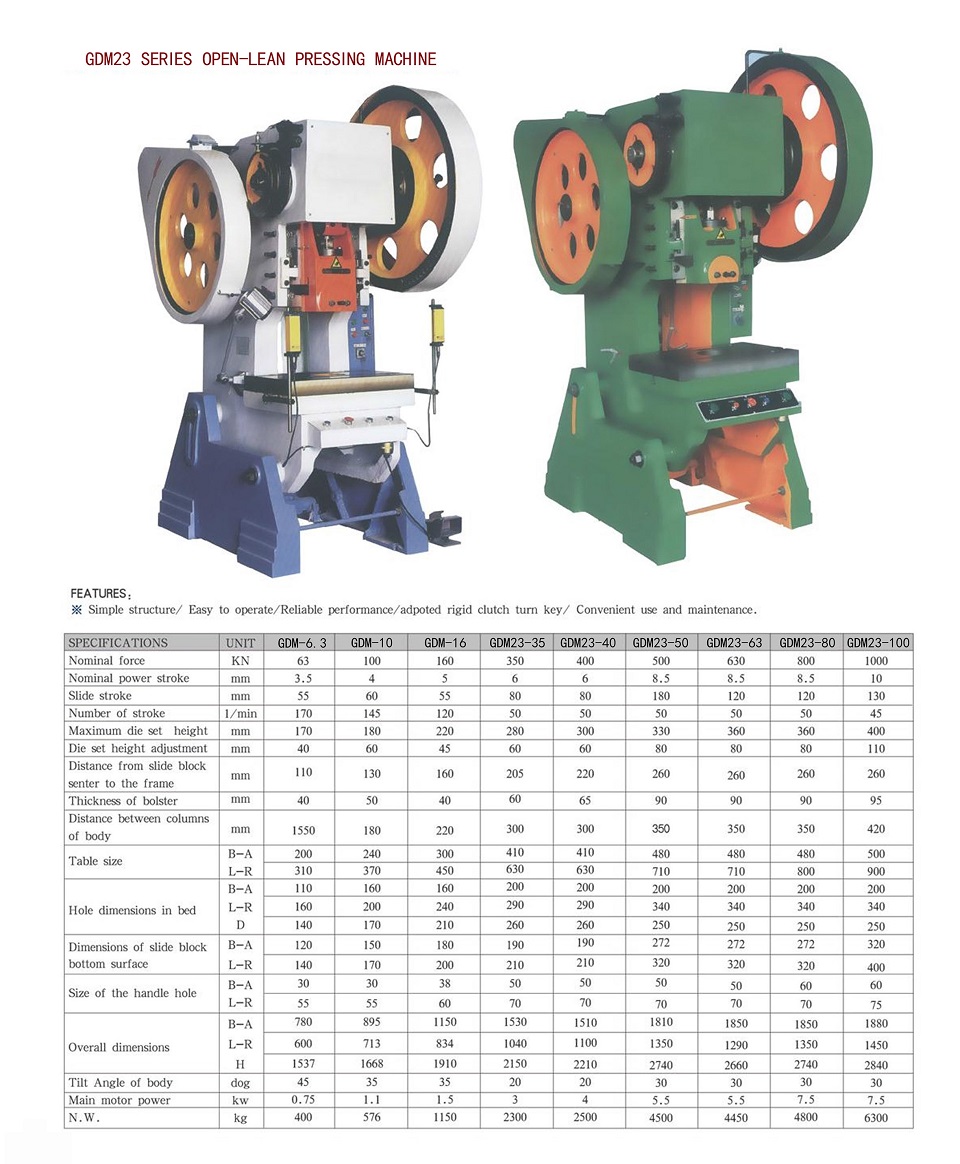 GDM23 SERIES OPEN-LEAN PRESSING MACHINE
FEATURES:
※ Simple structure/ Easy to operate/Reliable performance/adpoted rigid clutch turn key/ Convenient use and maintenance.
SPECIFICATIONS UNIT GDM-6.3 GDM-10 GDM-16 GDM23-35 GDM23-40 GDM23-50 GDM23-63 GDM23-80 GDM23-100
Nominal force KN 63 100 160 350 400 500 630 800 1000
Nominal power stroke mm 3.5 4 5 6 6 8.5 8.5 8.5 10
Slide stroke mm 55 60 55 80 80 180 120 120 130
Number of stroke 1/min 170 145 120 50 50 50 50 50 45
Maximum die set height mm 170 180 220 280 300 330 360 360 400
Die set height adjustment mm 40 60 45 60 60 80 80 80 110
Distance from slide block
senter to the frame mm 110 130 160 205 220 260 260 260 260
Thickness of bolster mm 40 50 40 60 65 90 90 90 95
Distance between columns
of body mm 1550 180 220 300 300 350 350 350 420
Table size B-A 200 240 300 410 410 480 480 480 500
L-R 310 370 450 630 630 710 710 800 900
Hole dimensions in bed B-A 110 160 160 200 200 200 200 200 200
L-R 160 200 240 290 290 340 340 340 340
D 140 170 210 260 260 250 250 250 250
Dimensions of slide block B-A 120 150 180 190 190 272 272 272 320
bottom surface L-R 140 170 200 210 210 320 320 320 400
Size of the handle hole B-A 30 30 38 50 50 50 50 60 60
L-R 55 55 60 70 70 70 70 70 75
Overall dimensions B-A 780 895 1150 1530 1510 1810 1850 1850 1880
L-R 600 713 834 1040 1100 1350 1290 1350 1450
H 1537 1668 1910 2150 2210 2740 2660 2740 2840
Tilt Angle of body dog 45 35 35 20 20 30 30 30 30
Main motor power kw 0.75 1.1 1.5 3 4 5.5 5.5 7.5 7.5
N.W. kg 400 576 1150 2300 2500 4500 4450 4800 6300